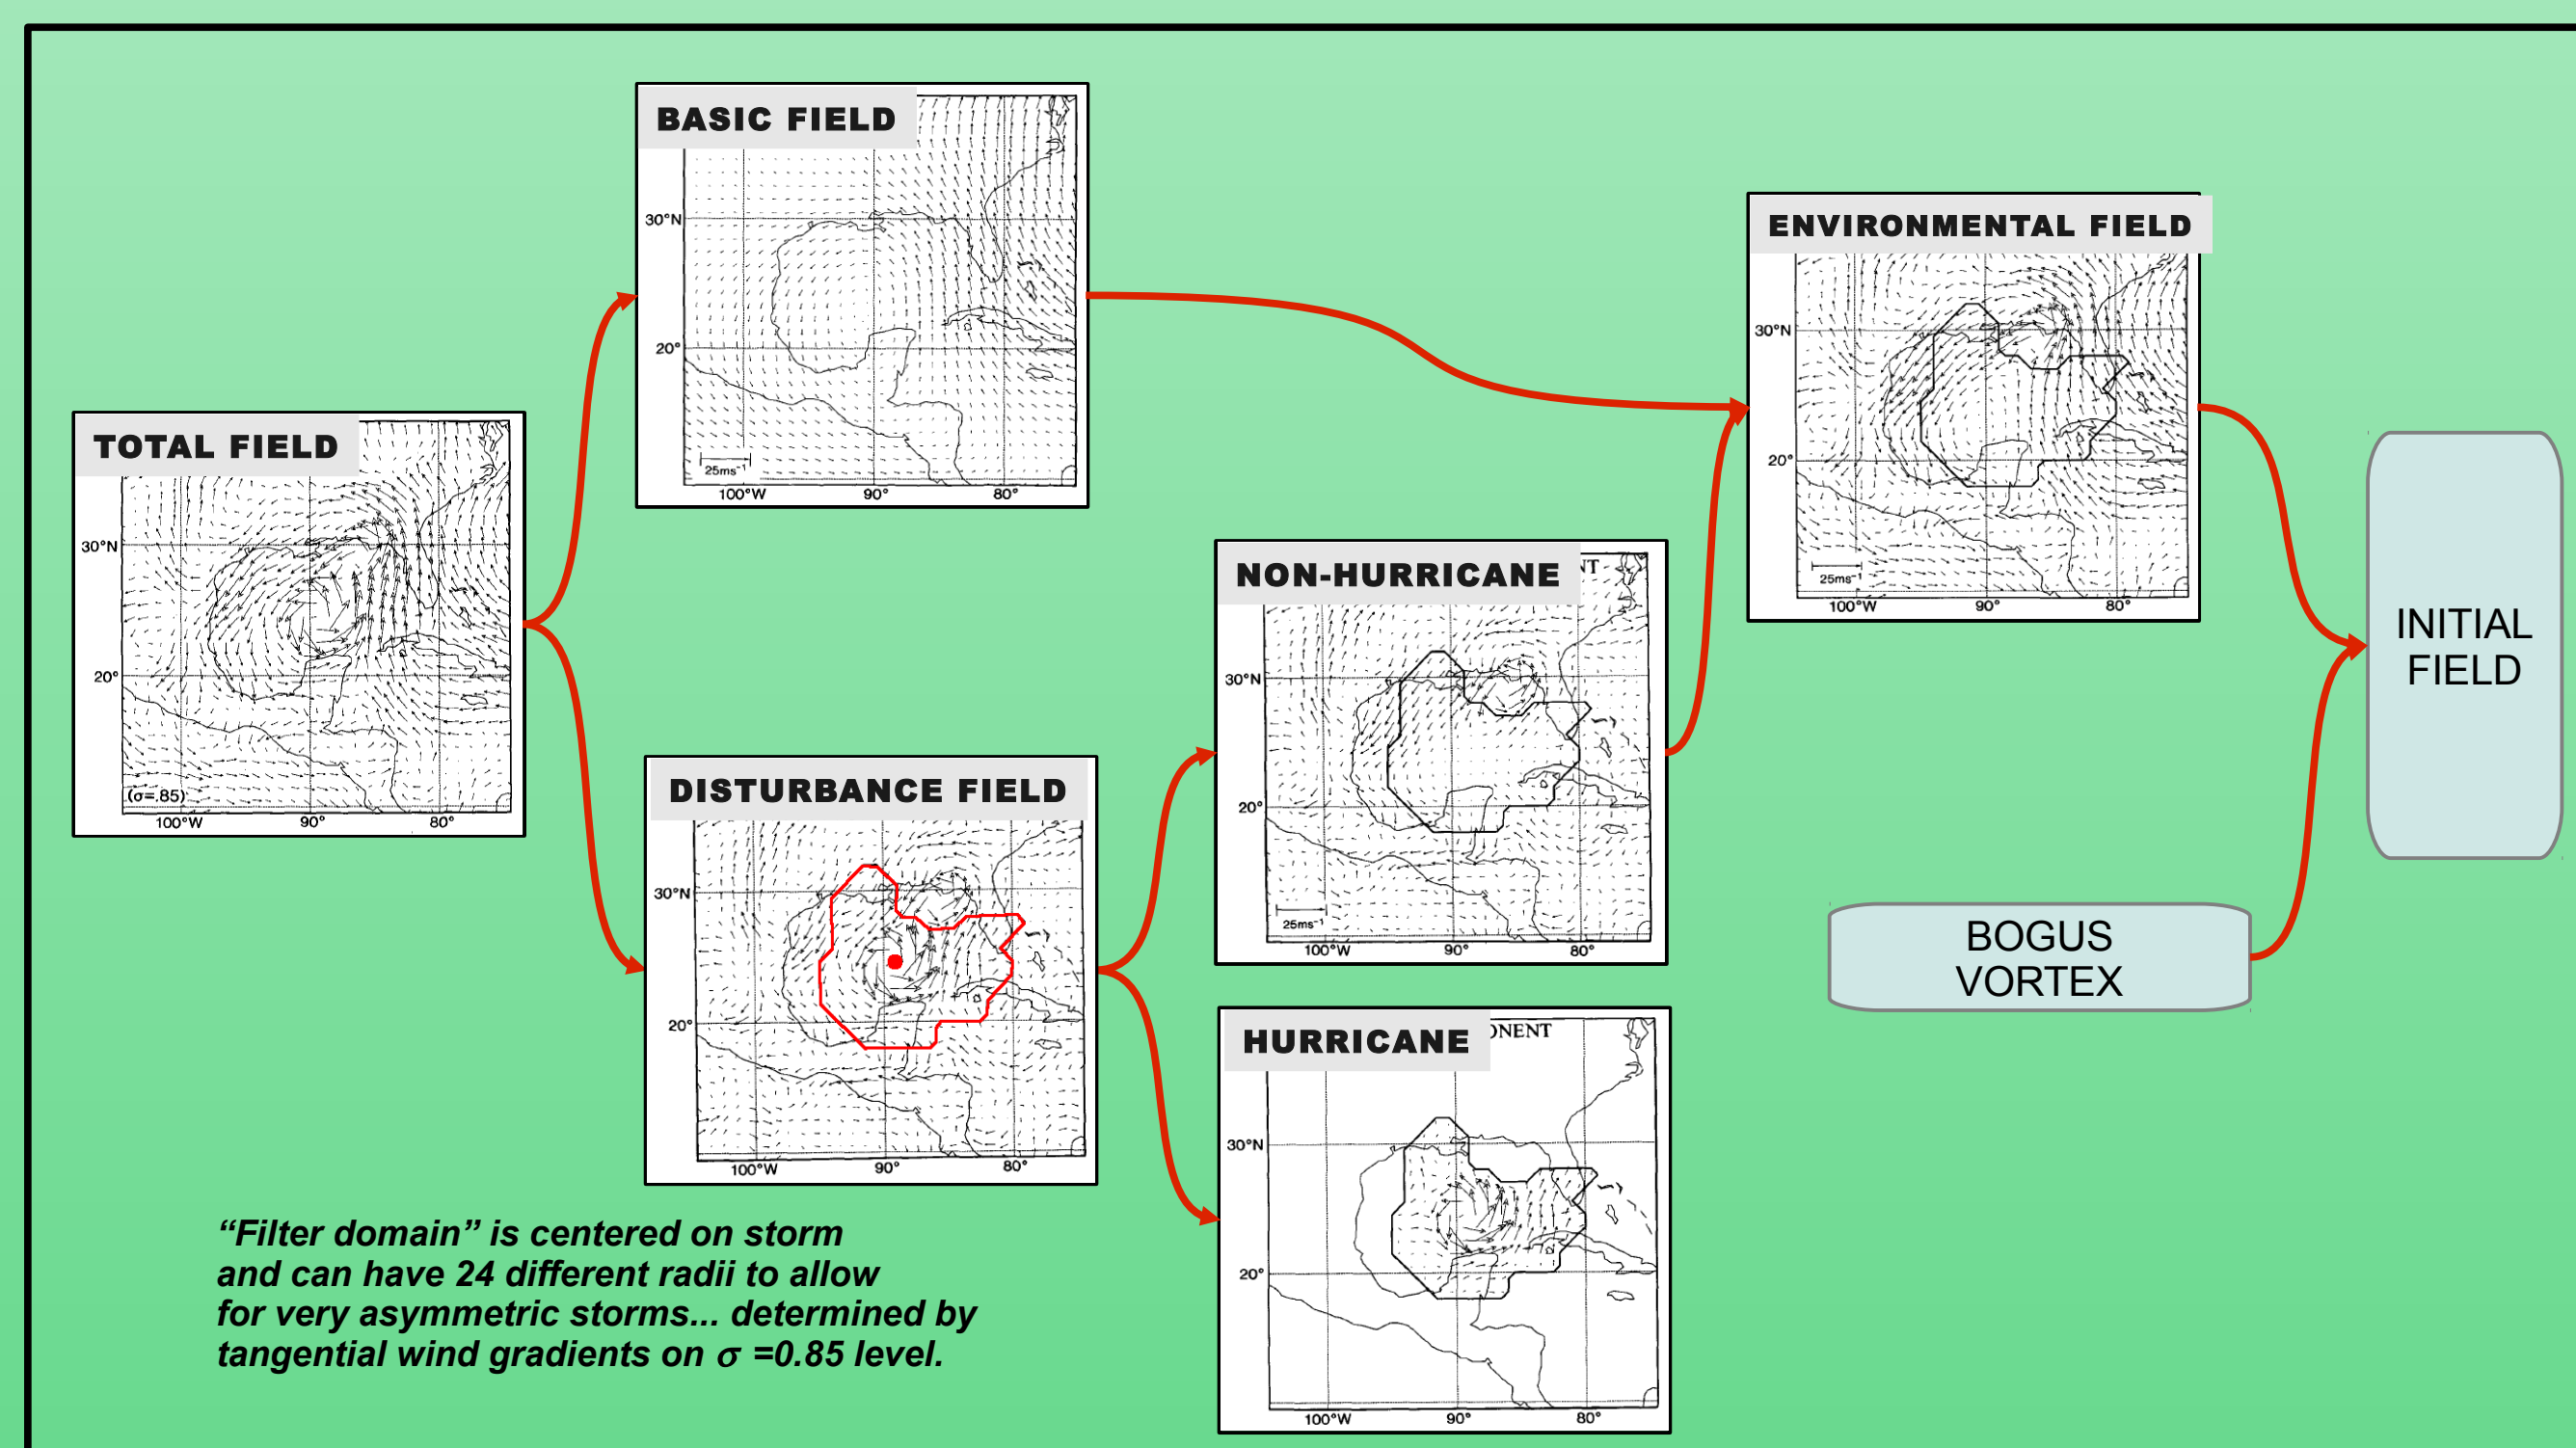 BASIC FIELD
30°N
20°
25ms⁻¹
100°W 90° 80°
ENVIRONMENTAL FIELD
30°N
20°
25ms⁻¹
100°W 90° 80°
TOTAL FIELD
30°N
20°
(σ=.85)
100°W 90° 80°
INITIAL
FIELD
NON-HURRICANE NT
30°N
20°
25ms⁻¹
100°W 90° 80°
DISTURBANCE FIELD
30°N
20°
100°W 90° 80°
BOGUS
VORTEX
HURRICANE ONENT
30°N
20°
100°W 90° 80°
“Filter domain” is centered on storm
and can have 24 different radii to allow
for very asymmetric storms... determined by
tangential wind gradients on σ =0.85 level.